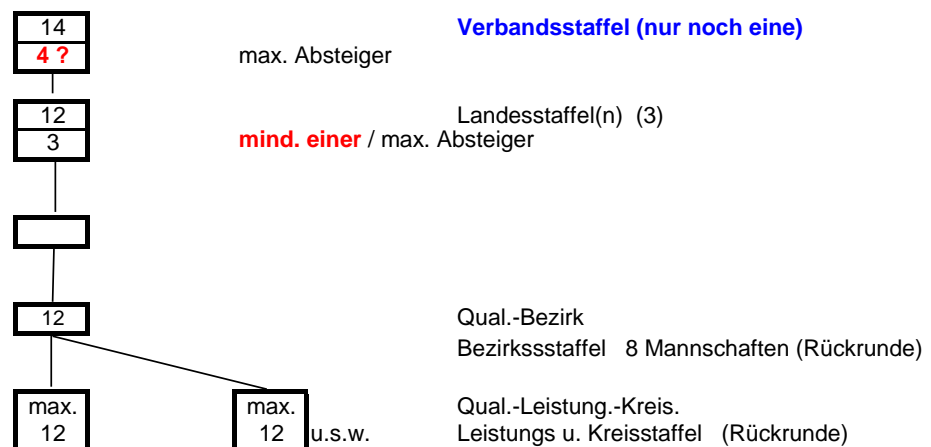 14 Verbandsstaffel (nur noch eine)
4 ? max. Absteiger
12 Landesstaffel(n) (3)
3 mind. einer / max. Absteiger
12 Qual.-Bezirk
Bezirkssstaffel 8 Mannschaften (Rückrunde)
max. max. Qual.-Leistung.-Kreis.
12 12 u.s.w. Leistungs u. Kreisstaffel (Rückrunde)